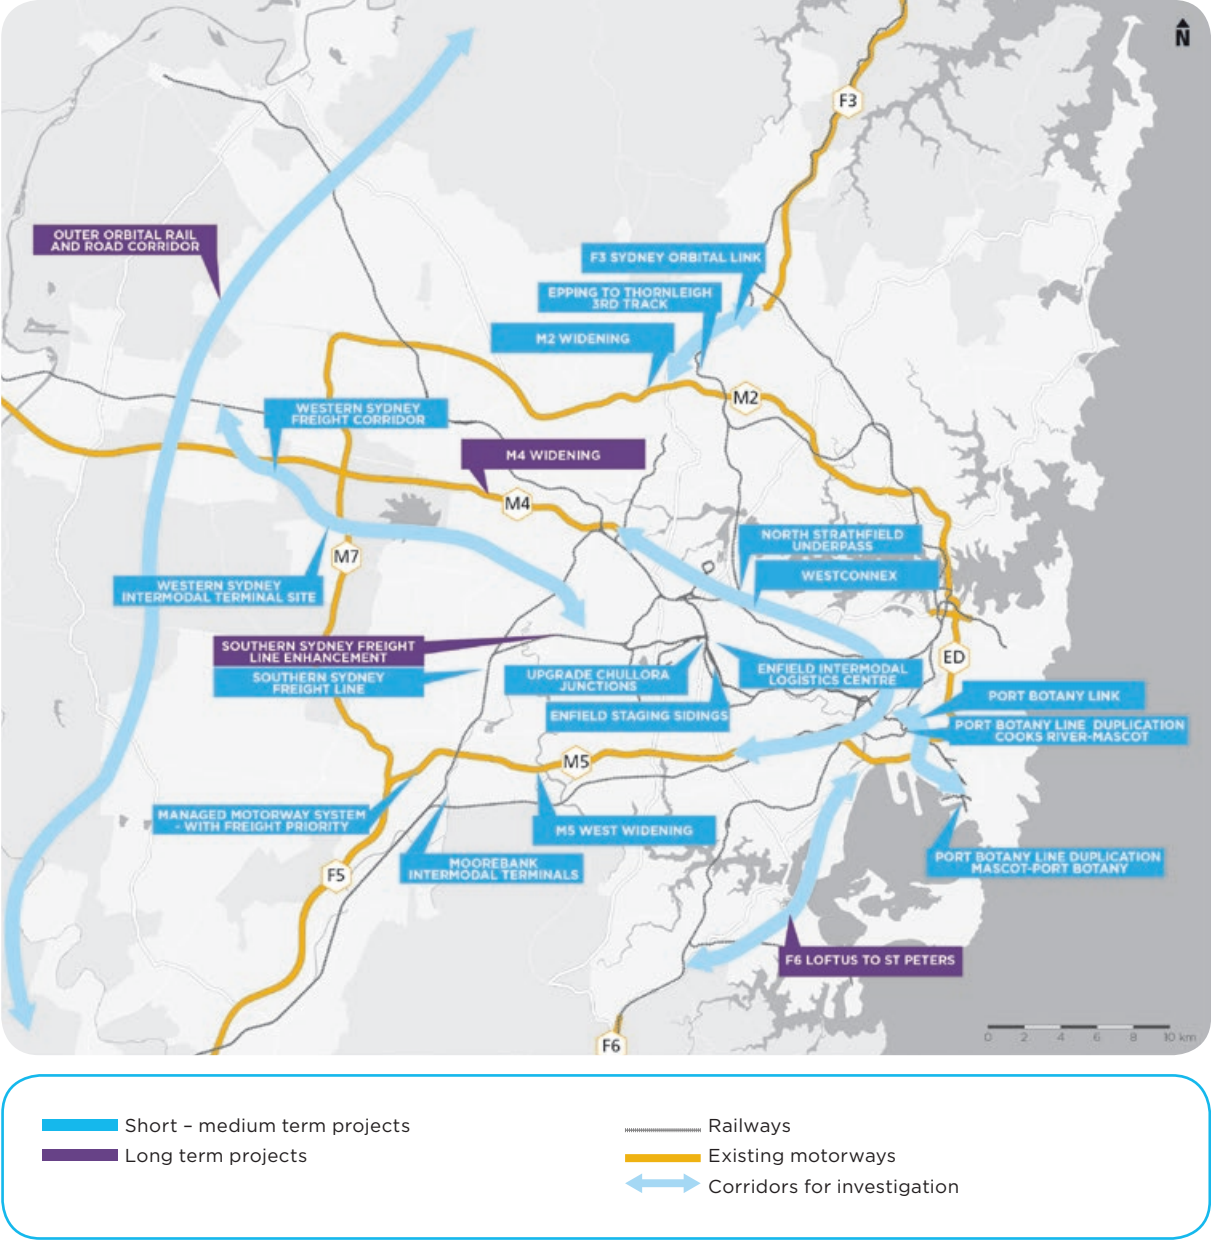 N
F3
OUTER ORBITAL RAIL
AND ROAD CORRIDOR
F3 SYDNEY ORBITAL LINK
EPPING TO THORNLEIGH
3RD TRACK
M2 WIDENING
M2
WESTERN SYDNEY
FREIGHT CORRIDOR
M4 WIDENING
M4
NORTH STRATHFIELD
UNDERPASS
M7
WESTCONNEX
WESTERN SYDNEY
INTERMODAL TERMINAL SITE
SOUTHERN SYDNEY FREIGHT
LINE ENHANCEMENT
ED
SOUTHERN SYDNEY
FREIGHT LINE
UPGRADE CHULLORA
JUNCTIONS
ENFIELD INTERMODAL
LOGISTICS CENTRE
PORT BOTANY LINK
ENFIELD STAGING SIDINGS
PORT BOTANY LINE DUPLICATION
COOKS RIVER-MASCOT
M5
MANAGED MOTORWAY SYSTEM
- WITH FREIGHT PRIORITY
M5 WEST WIDENING
MOOREBANK
INTERMODAL TERMINALS
PORT BOTANY LINE DUPLICATION
MASCOT-PORT BOTANY
F5
F6 LOFTUS TO ST PETERS
F6
0 2 4 6 8 10 km
Short – medium term projects
Long term projects
Railways
Existing motorways
Corridors for investigation